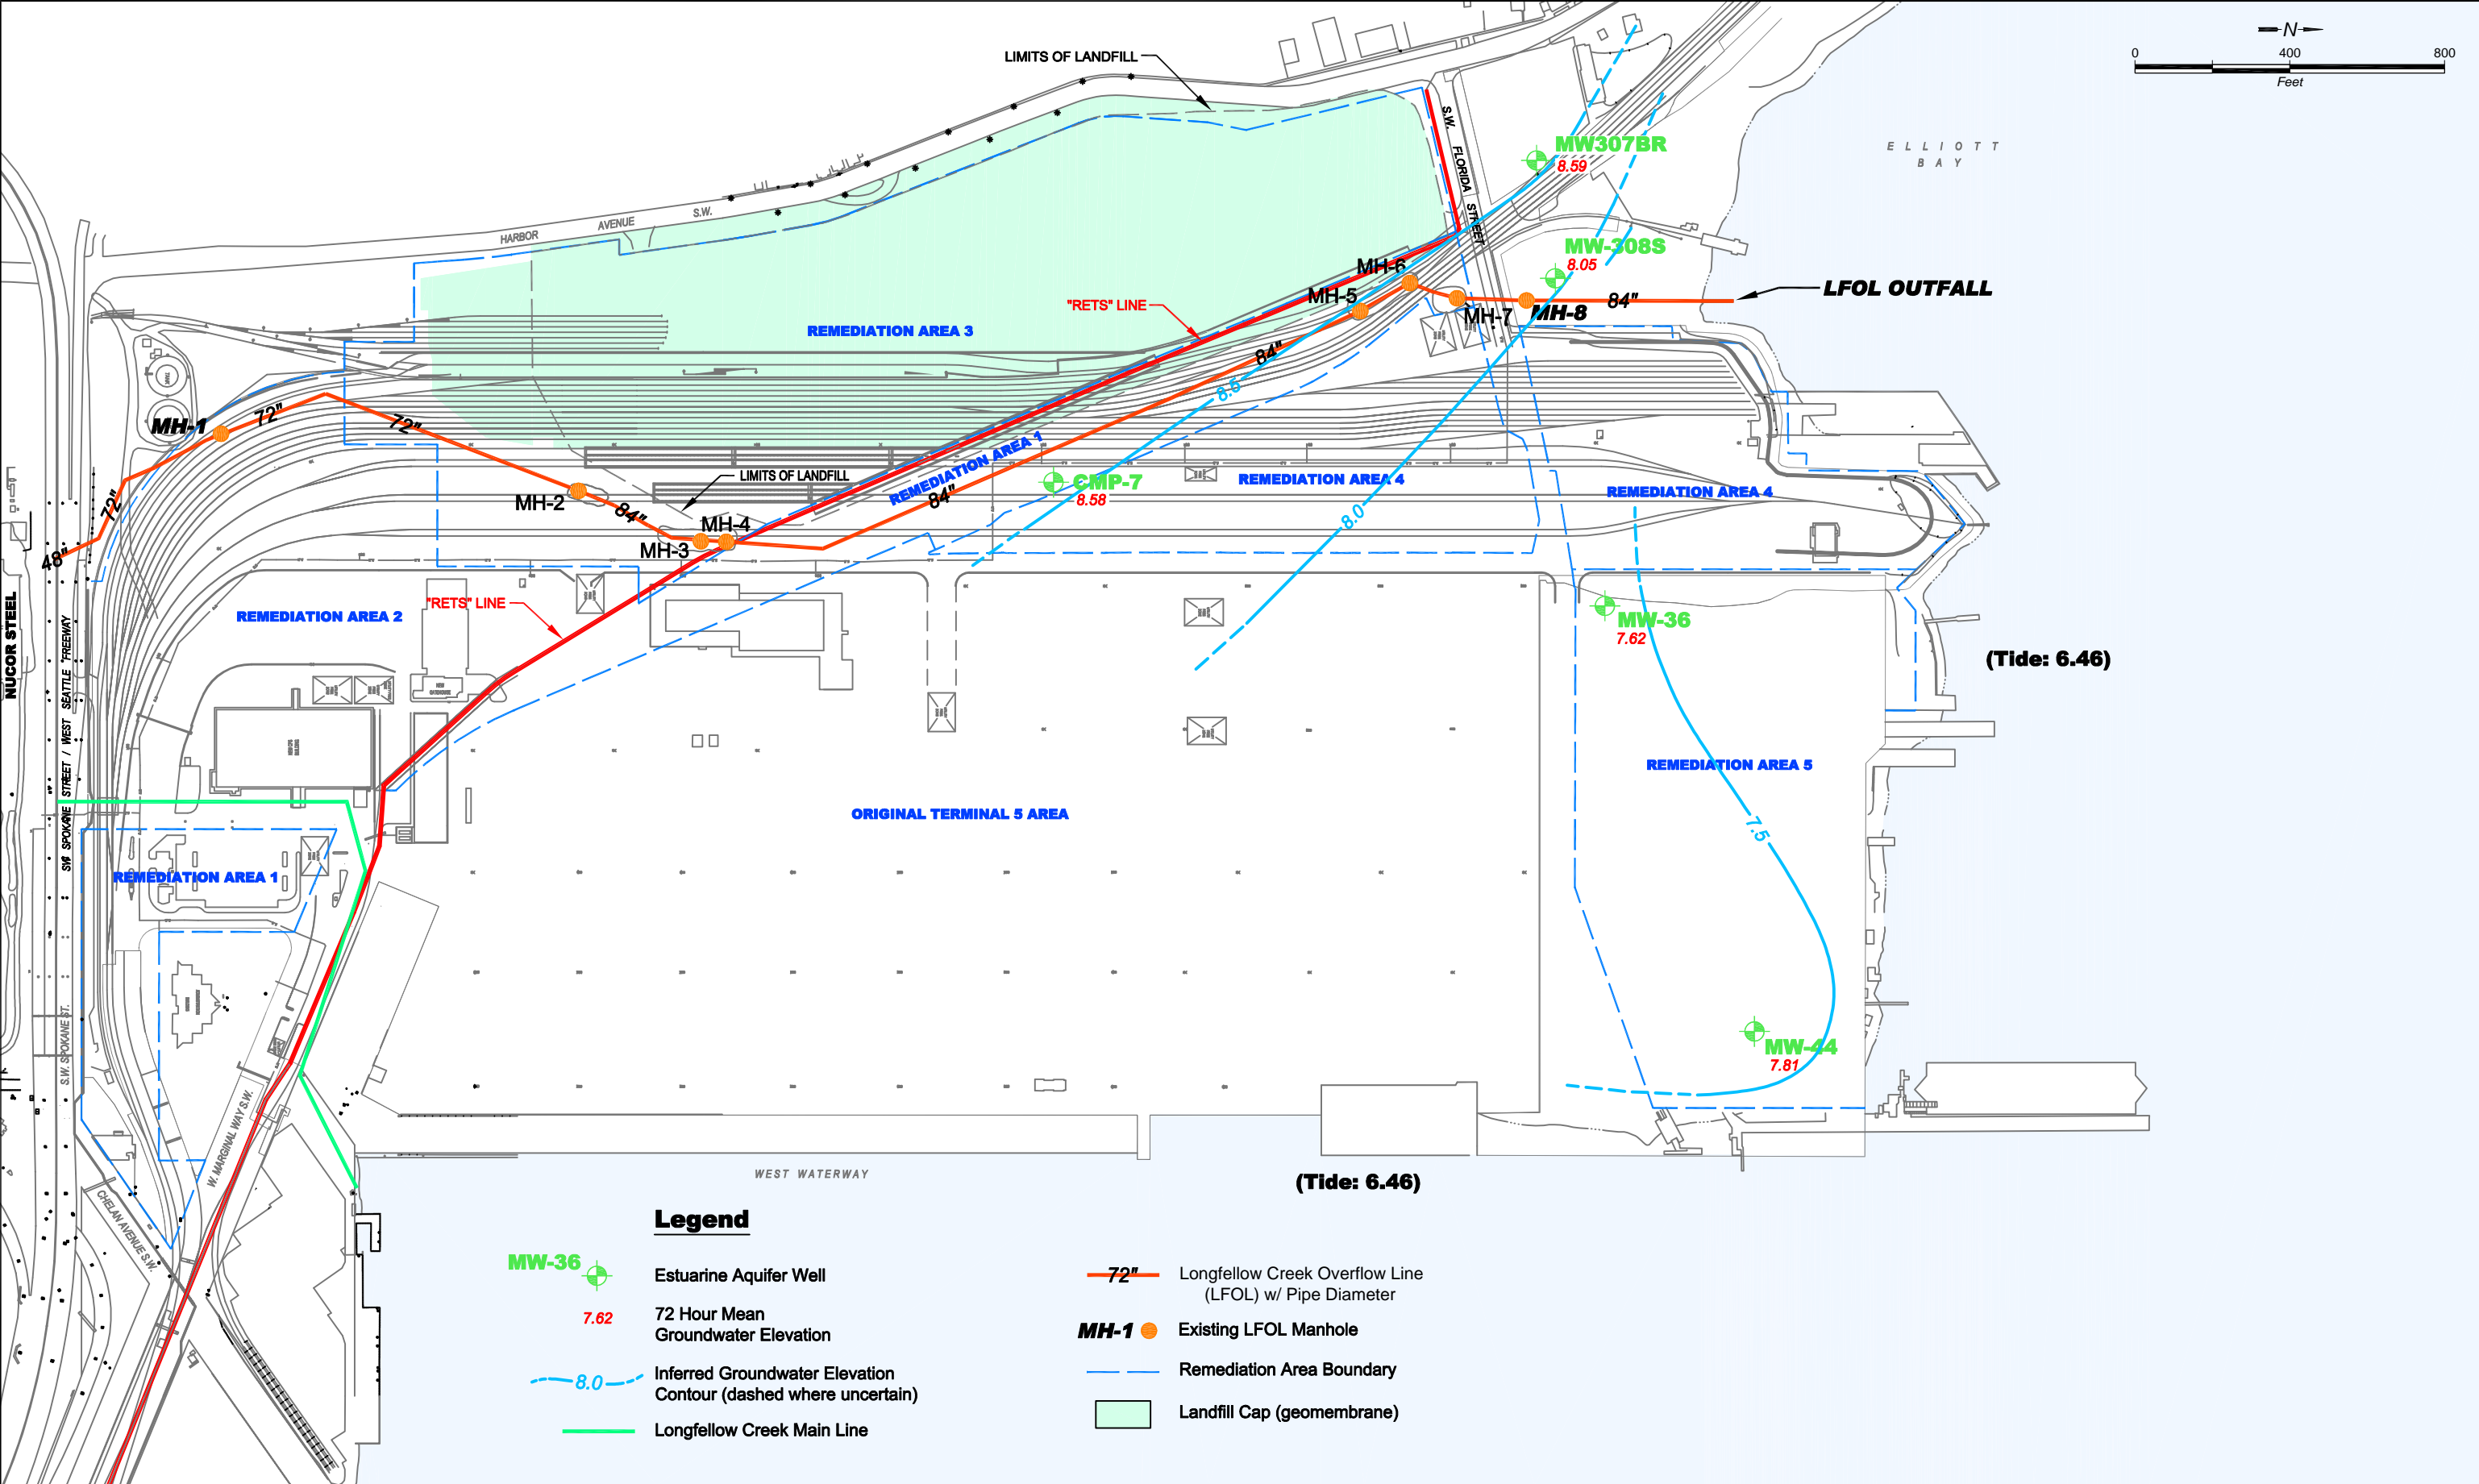 N
0 400 800
Feet
LIMITS OF LANDFILL
ELLIOTT
BAY
S.W. FLORIDA STREET
MW307BR
8.59
HARBOR AVENUE S.W.
MW-308S
8.05
MH-6
MH-5
"RETS" LINE
LFOL OUTFALL
84"
MH-7
MH-8
REMEDIATION AREA 3
84"
8.5
MH-1
72"
72"
TANK
REMEDIATION AREA 1
LIMITS OF LANDFILL
CMP-7
8.58
REMEDIATION AREA 4
REMEDIATION AREA 4
72"
MH-2
84"
84"
8.0
MH-4
MH-3
48"
NUCOR STEEL
SW SPOKANE STREET / WEST SEATTLE FREEWAY
REMEDIATION AREA 2
"RETS" LINE
MW-36
7.62
(Tide: 6.46)
REMEDIATION AREA 5
ORIGINAL TERMINAL 5 AREA
7.5
REMEDIATION AREA 1
S.W. SPOKANE ST.
MW-44
7.81
W. MARGINAL WAY S.W.
CHELAN AVENUE S.W.
WEST WATERWAY
(Tide: 6.46)
Legend
MW-36
Estuarine Aquifer Well
7.62
72 Hour Mean
Groundwater Elevation
8.0
Inferred Groundwater Elevation
Contour (dashed where uncertain)
Longfellow Creek Main Line
72"
Longfellow Creek Overflow Line
(LFOL) w/ Pipe Diameter
MH-1
Existing LFOL Manhole
Remediation Area Boundary
Landfill Cap (geomembrane)